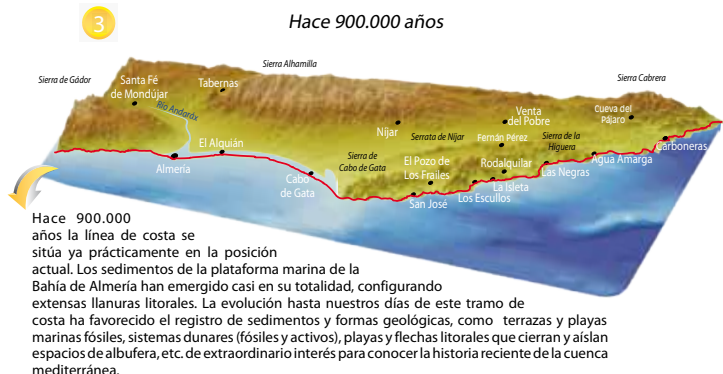 3
Hace 900.000 años
Sierra Alhamilla
Sierra de Gádor
Santa Fé
de Mondújar
Tabernas
Sierra Cabrera
Río Andaráx
Cueva del
Pájaro
Venta
del Pobre
Níjar
Serrata de Níjar
Fernán Pérez
Sierra de la
Higuera
Carboneras
El Alquián
Almería
Sierra de
Cabo de Gata
El Pozo de
Los Frailes
Rodalquilar
Agua Amarga
Las Negras
Cabo
de Gata
La Isleta
Los Escullos
San José
Hace 900.000
años la línea de costa se
sitúa ya prácticamente en la posición
actual. Los sedimentos de la plataforma marina de la
Bahía de Almería han emergido casi en su totalidad, configurando
extensas llanuras litorales. La evolución hasta nuestros días de este tramo de
costa ha favorecido el registro de sedimentos y formas geológicas, como terrazas y playas
marinas fósiles, sistemas dunares (fósiles y activos), playas y flechas litorales que cierran y aíslan
espacios de albufera, etc. de extraordinario interés para conocer la historia reciente de la cuenca
mediterránea.